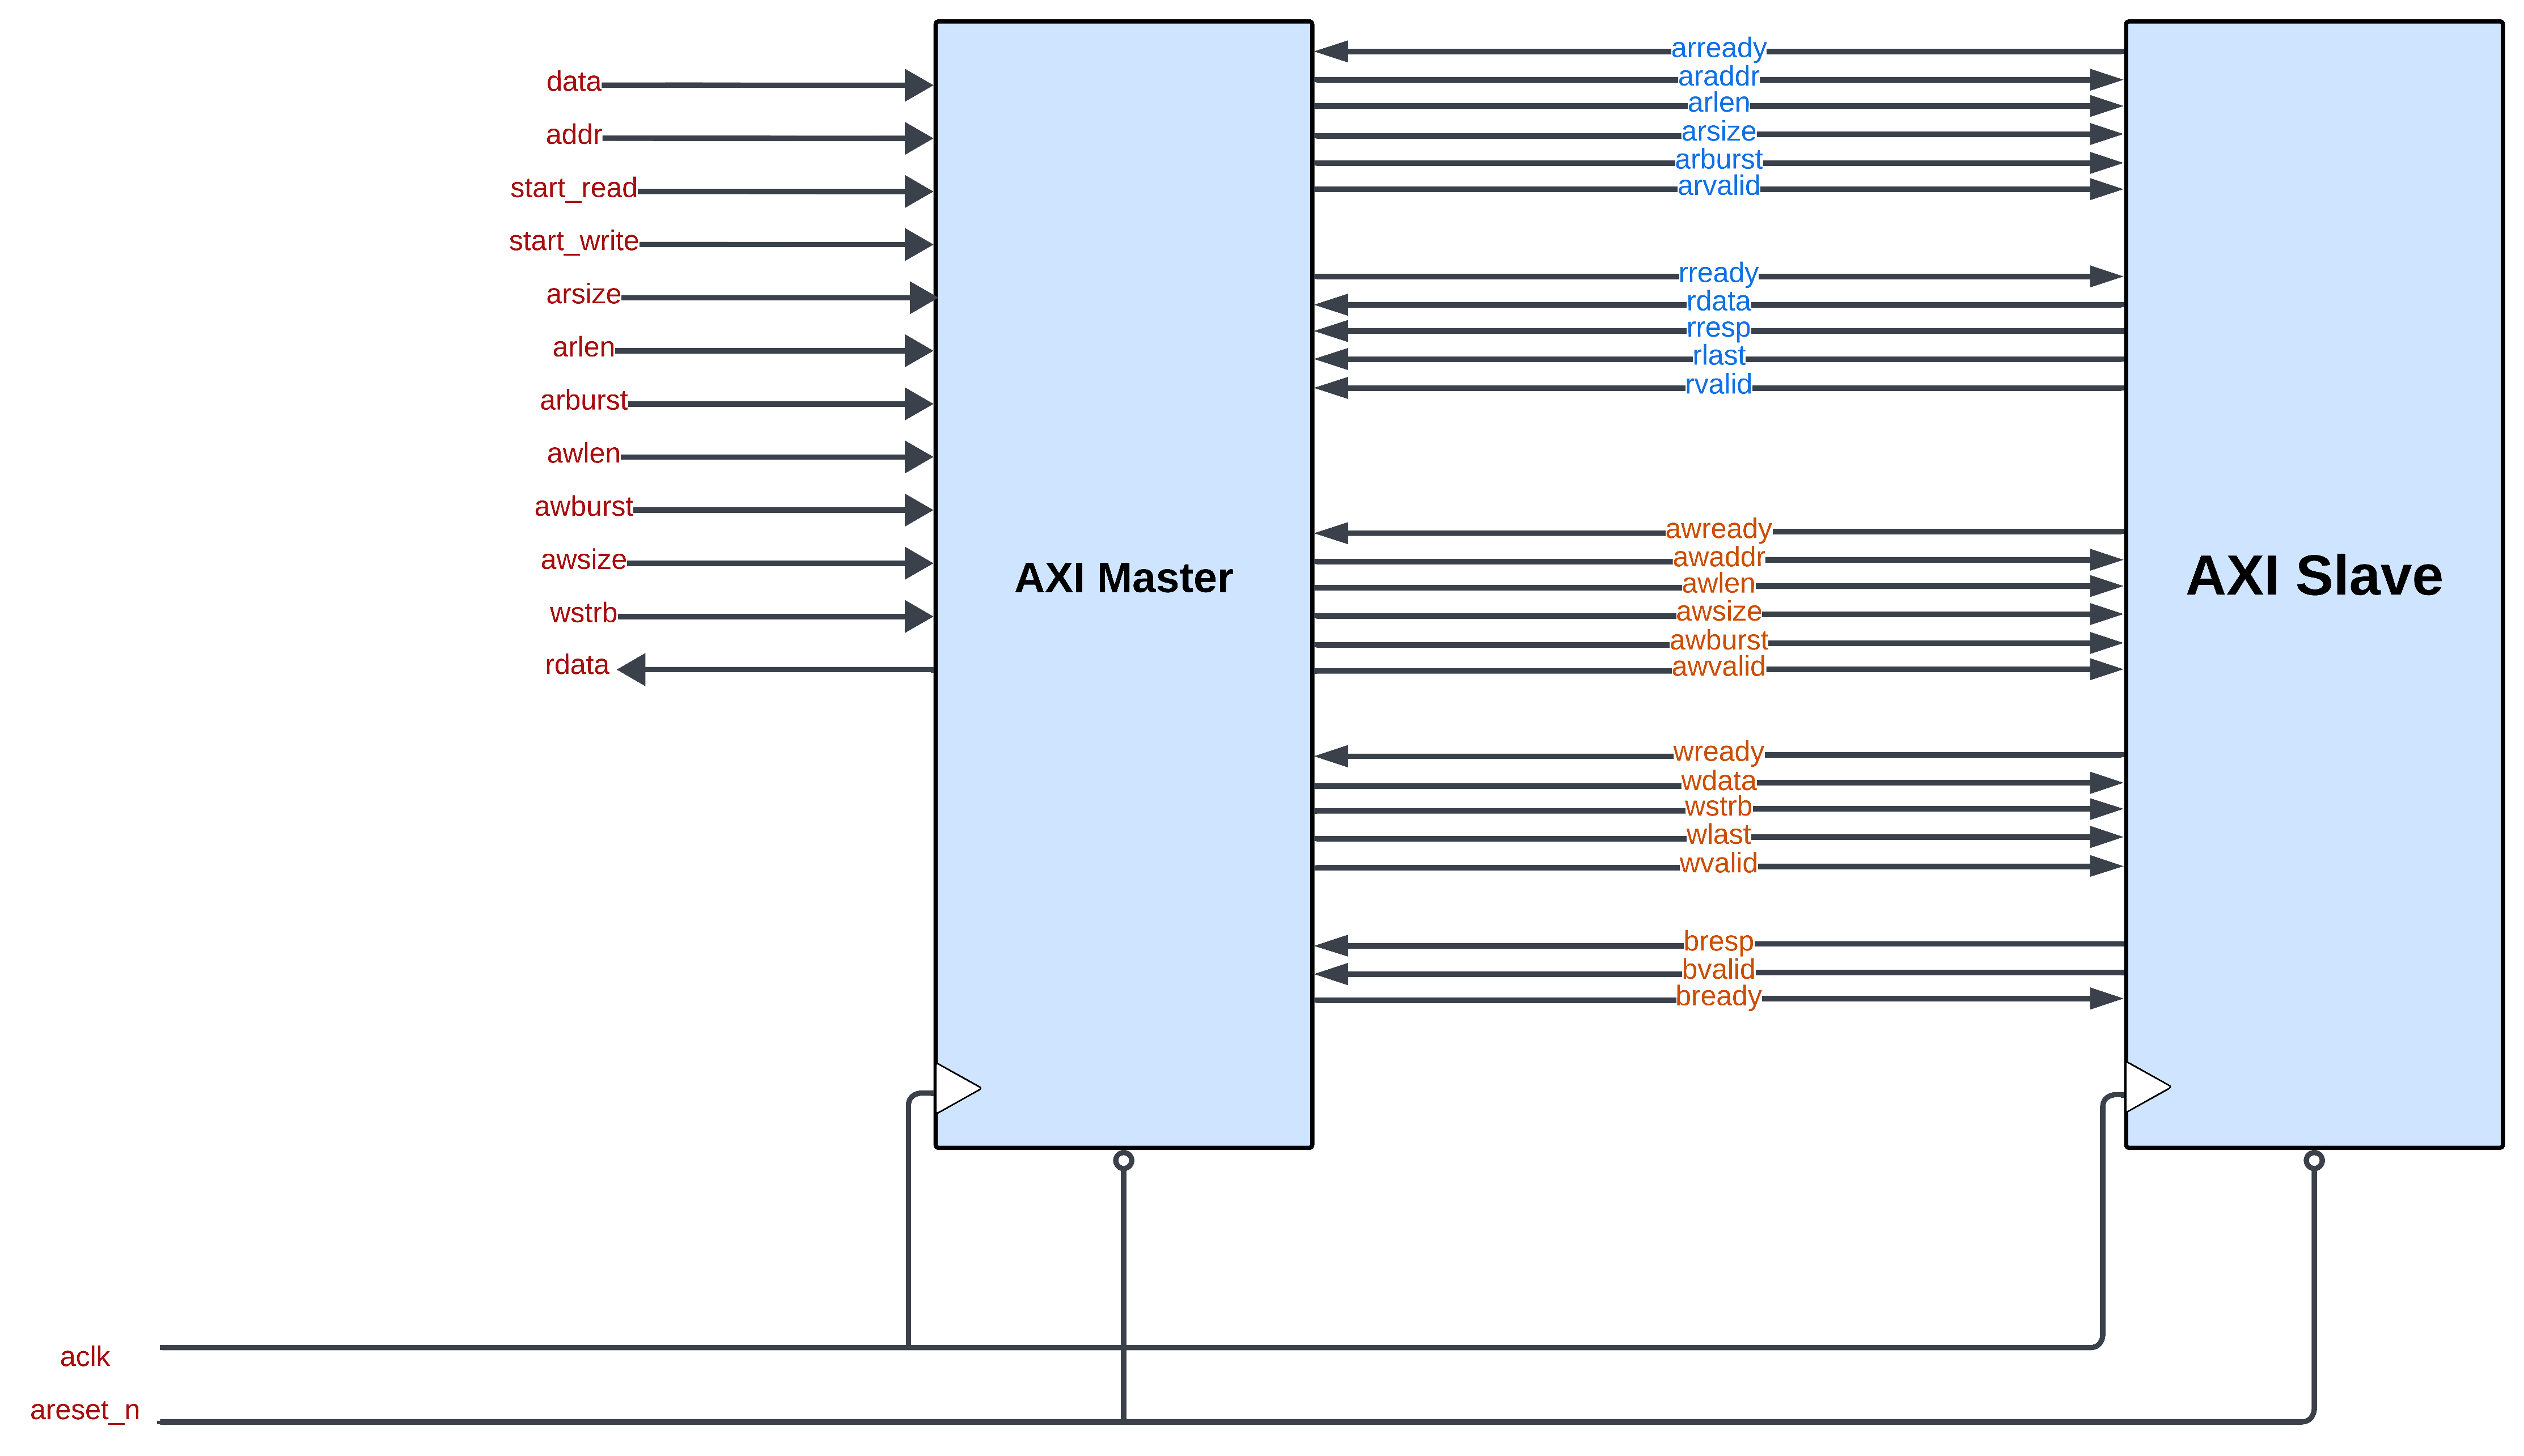 data
addr
start_read
start_write
arsize
arlen
arburst
awlen
awburst
awsize
wstrb
rdata
AXI Master
arready
araddr
arlen
arsize
arburst
arvalid
rready
rdata
rresp
rlast
rvalid
awready
awaddr
awlen
awsize
awburst
awvalid
wready
wdata
wstrb
wlast
wvalid
bresp
bvalid
bready
AXI Slave
aclk
areset_n